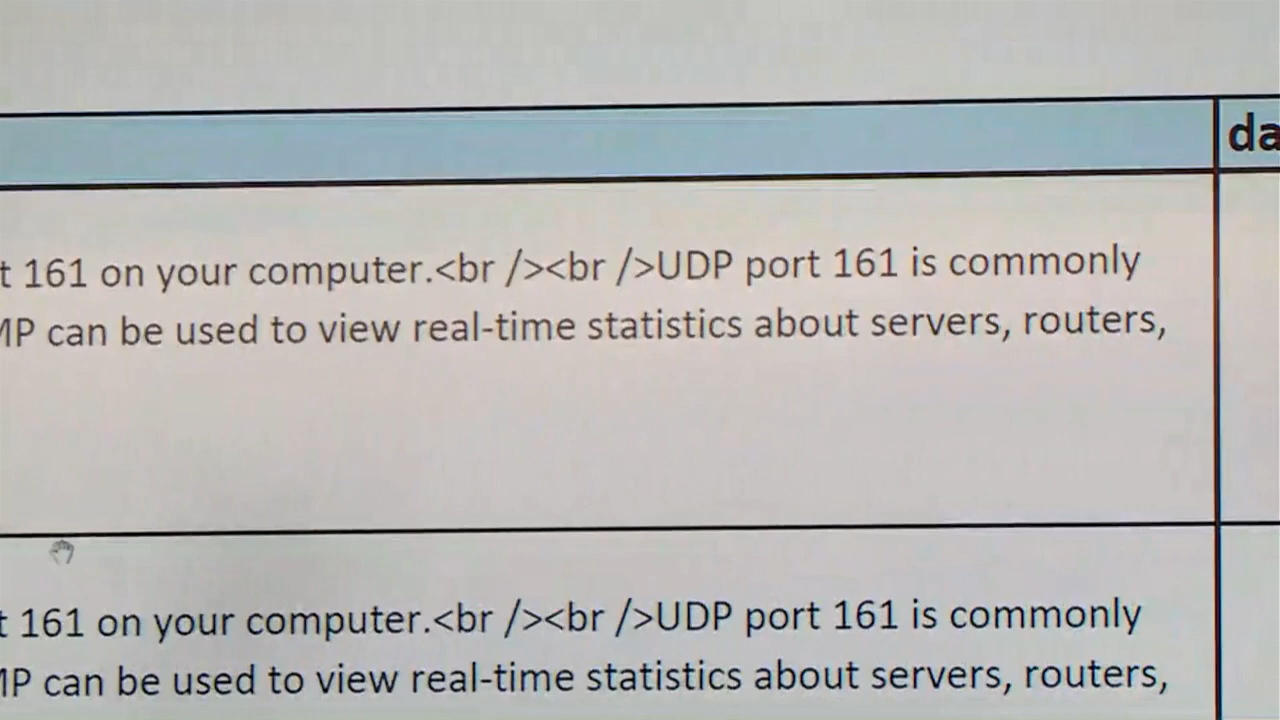 da
t 161 on your computer.<br /><br />UDP port 161 is commonly
MP can be used to view real-time statistics about servers, routers,
t 161 on your computer.<br /><br />UDP port 161 is commonly
MP can be used to view real-time statistics about servers, routers,